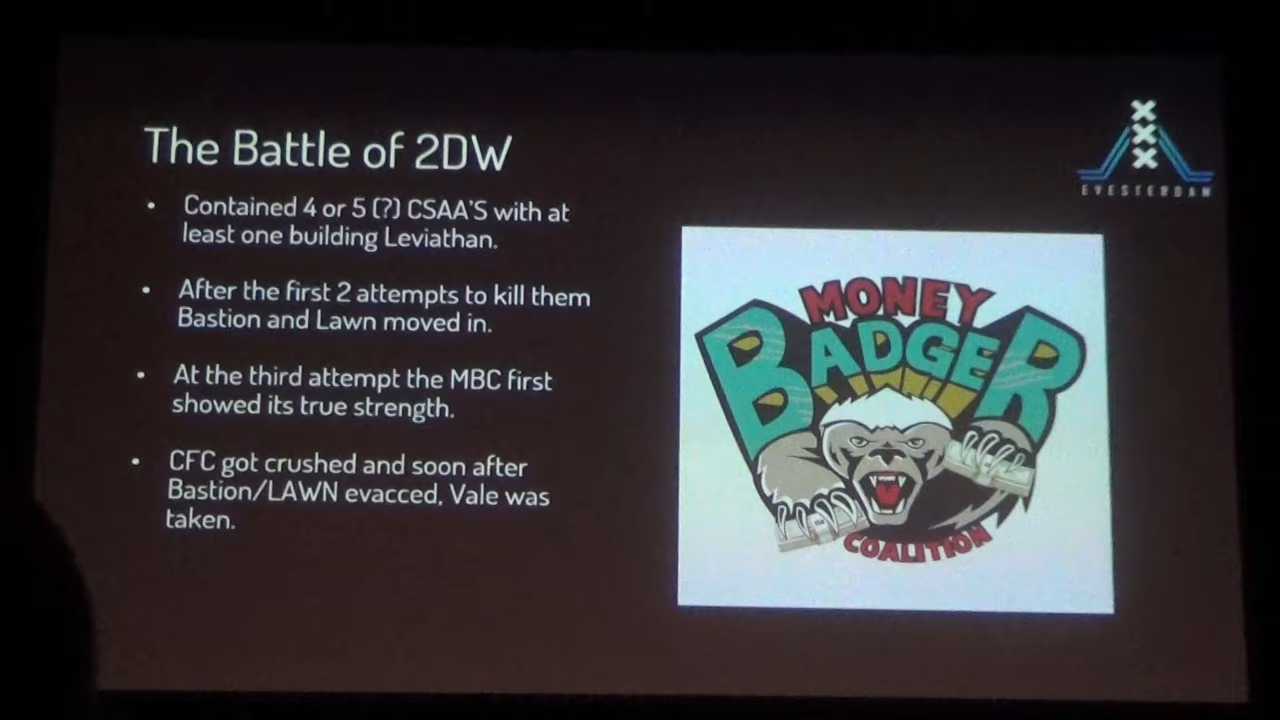 The Battle of 2DW
• Contained 4 or 5 (?) CSAA'S with at
least one building Leviathan.
• After the first 2 attempts to kill them
Bastion and Lawn moved in.
• At the third attempt the MBC first
showed its true strength.
• CFC got crushed and soon after
Bastion/LAWN evacced, Vale was
taken.
XXX
EVESTERDAM
MONEY
BADGER
COALITION